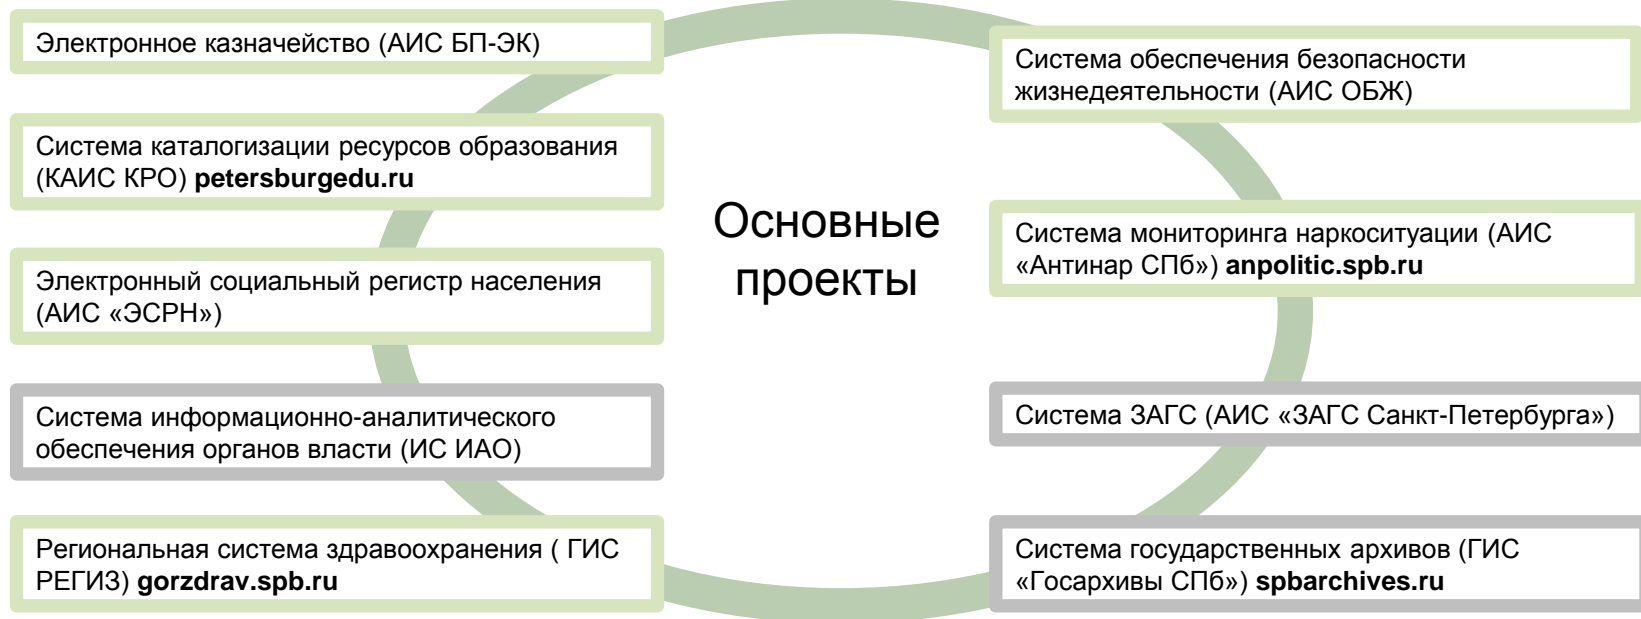 Электронное казначейство (АИС БП-ЭК)
Система каталогизации ресурсов образования
(КАИС КРО) petersburgedu.ru
Электронный социальный регистр населения
(АИС «ЭСРН»)
Система информационно-аналитического
обеспечения органов власти (ИС ИАО)
Региональная система здравоохранения ( ГИС
РЕГИЗ) gorzdrav.spb.ru
Основные
проекты
Система обеспечения безопасности
жизнедеятельности (АИС ОБЖ)
Система мониторинга наркоситуации (АИС
«Антинар СПб») anpolitic.spb.ru
Система ЗАГС (АИС «ЗАГС Санкт-Петербурга»)
Система государственных архивов (ГИС
«Госархивы СПб») spbarchives.ru